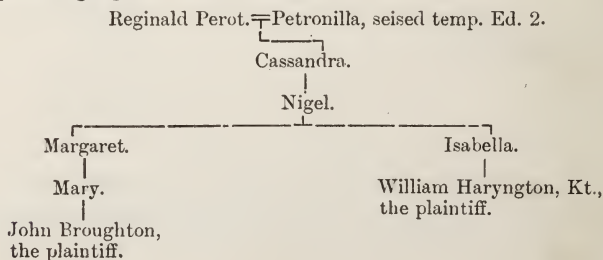 Reginald Perot.=Petronilla, seised temp. Ed. 2.
Cassandra.
Nigel.
Margaret. Isabella.
Mary. William Haryngton, Kt.,
the plaintiff.
John Broughton,
the plaintiff.